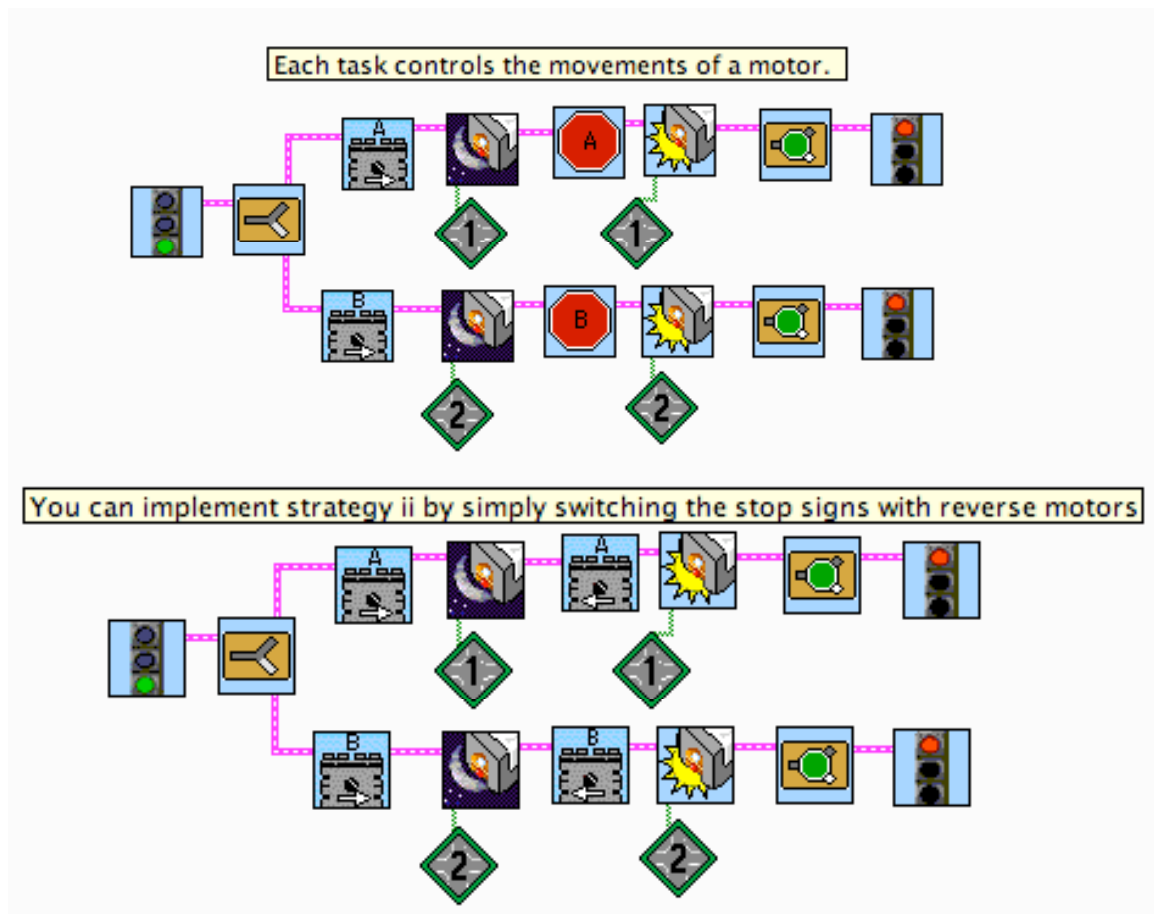 Each task controls the movements of a motor.
A
A
1
1
B
B
2
2
You can implement strategy ii by simply switching the stop signs with reverse motors
A
A
1
1
B
B
2
2